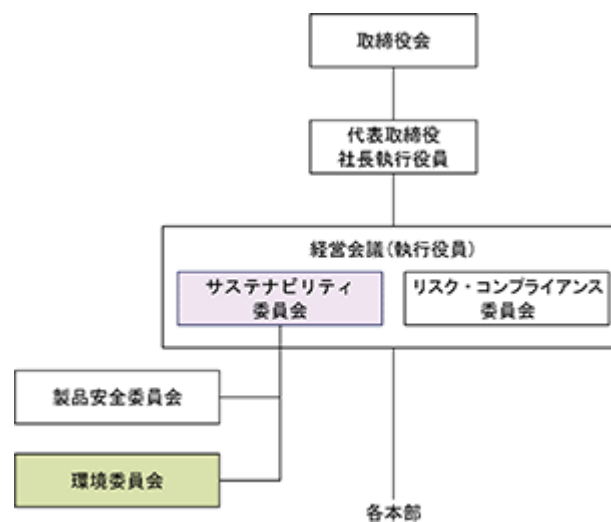 取締役会
代表取締役
社長執行役員
経営会議（執行役員）
サステナビリティ
委員会
リスク・コンプライアンス
委員会
製品安全委員会
環境委員会
各本部